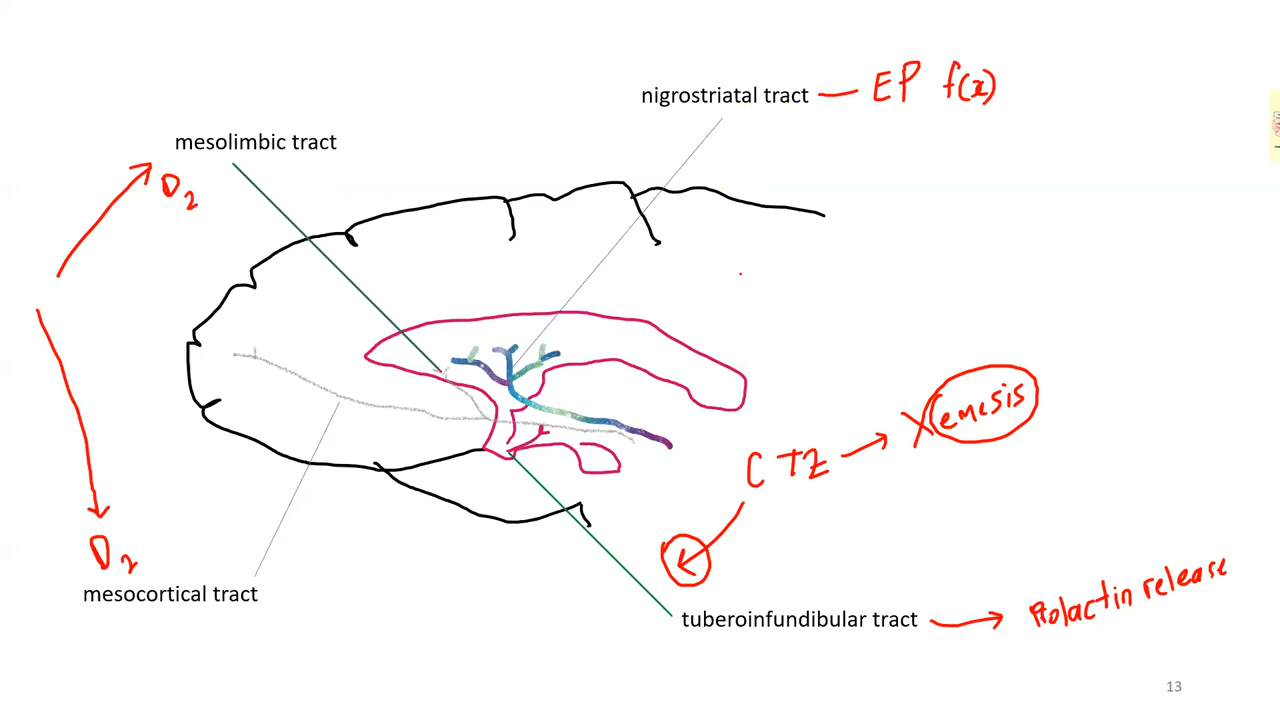 nigrostriatal tract — EP f(x)
mesolimbic tract
D2
X emesis
CTZ
D2
mesocortical tract
tuberoinfundibular tract → Prolactin release
13